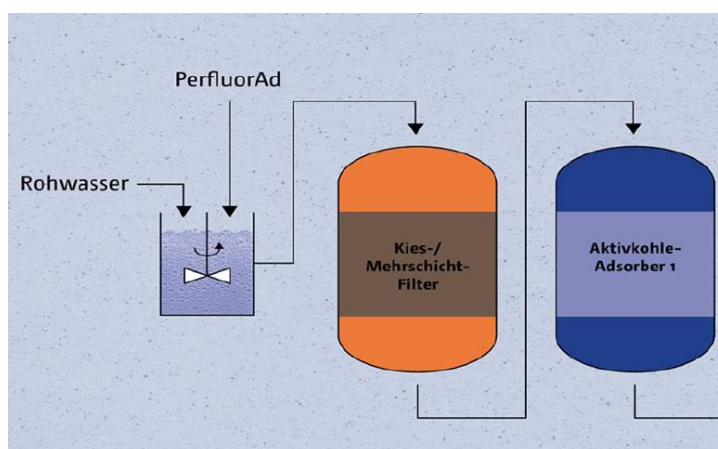 PerfluorAd
Rohwasser
Kies-/
Mehrschicht-
Filter
Aktivkohle-
Adsorber 1